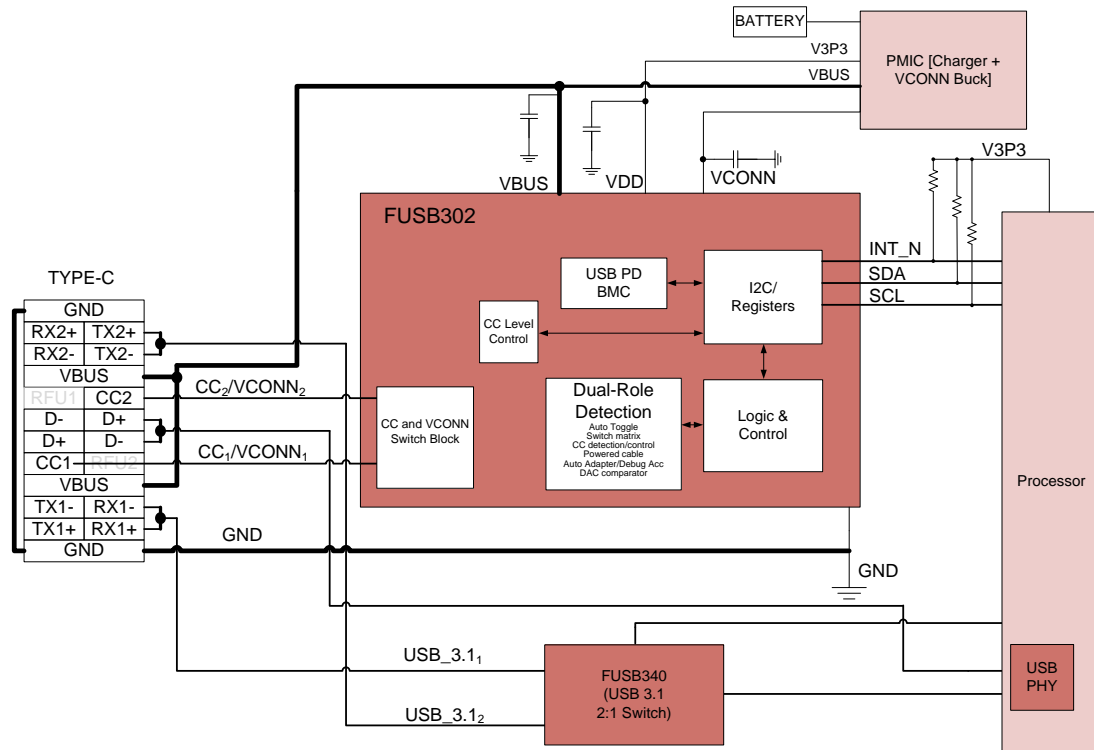 BATTERY
V3P3
VBUS
PMIC [Charger +
VCONN Buck]
V3P3
VBUS
VDD
VCONN
FUSB302
USB PD
BMC
I2C/
Registers
INT_N
SDA
SCL
CC Level
Control
Dual-Role
Detection
Auto Toggle
Switch matrix
CC detection/control
Powered cable
Auto Adapter/Debug Acc
DAC comparator
Logic &
Control
CC and VCONN
Switch Block
CC₂/VCONN₂
CC₁/VCONN₁
TYPE-C
GND
RX2+ TX2+
RX2- TX2-
VBUS
RFU1 CC2
D- D+
D+ D-
CC1 RFU2
VBUS
TX1- RX1-
TX1+ RX1+
GND
GND
GND
Processor
USB_3.1₁
USB_3.1₂
FUSB340
(USB 3.1
2:1 Switch)
USB
PHY